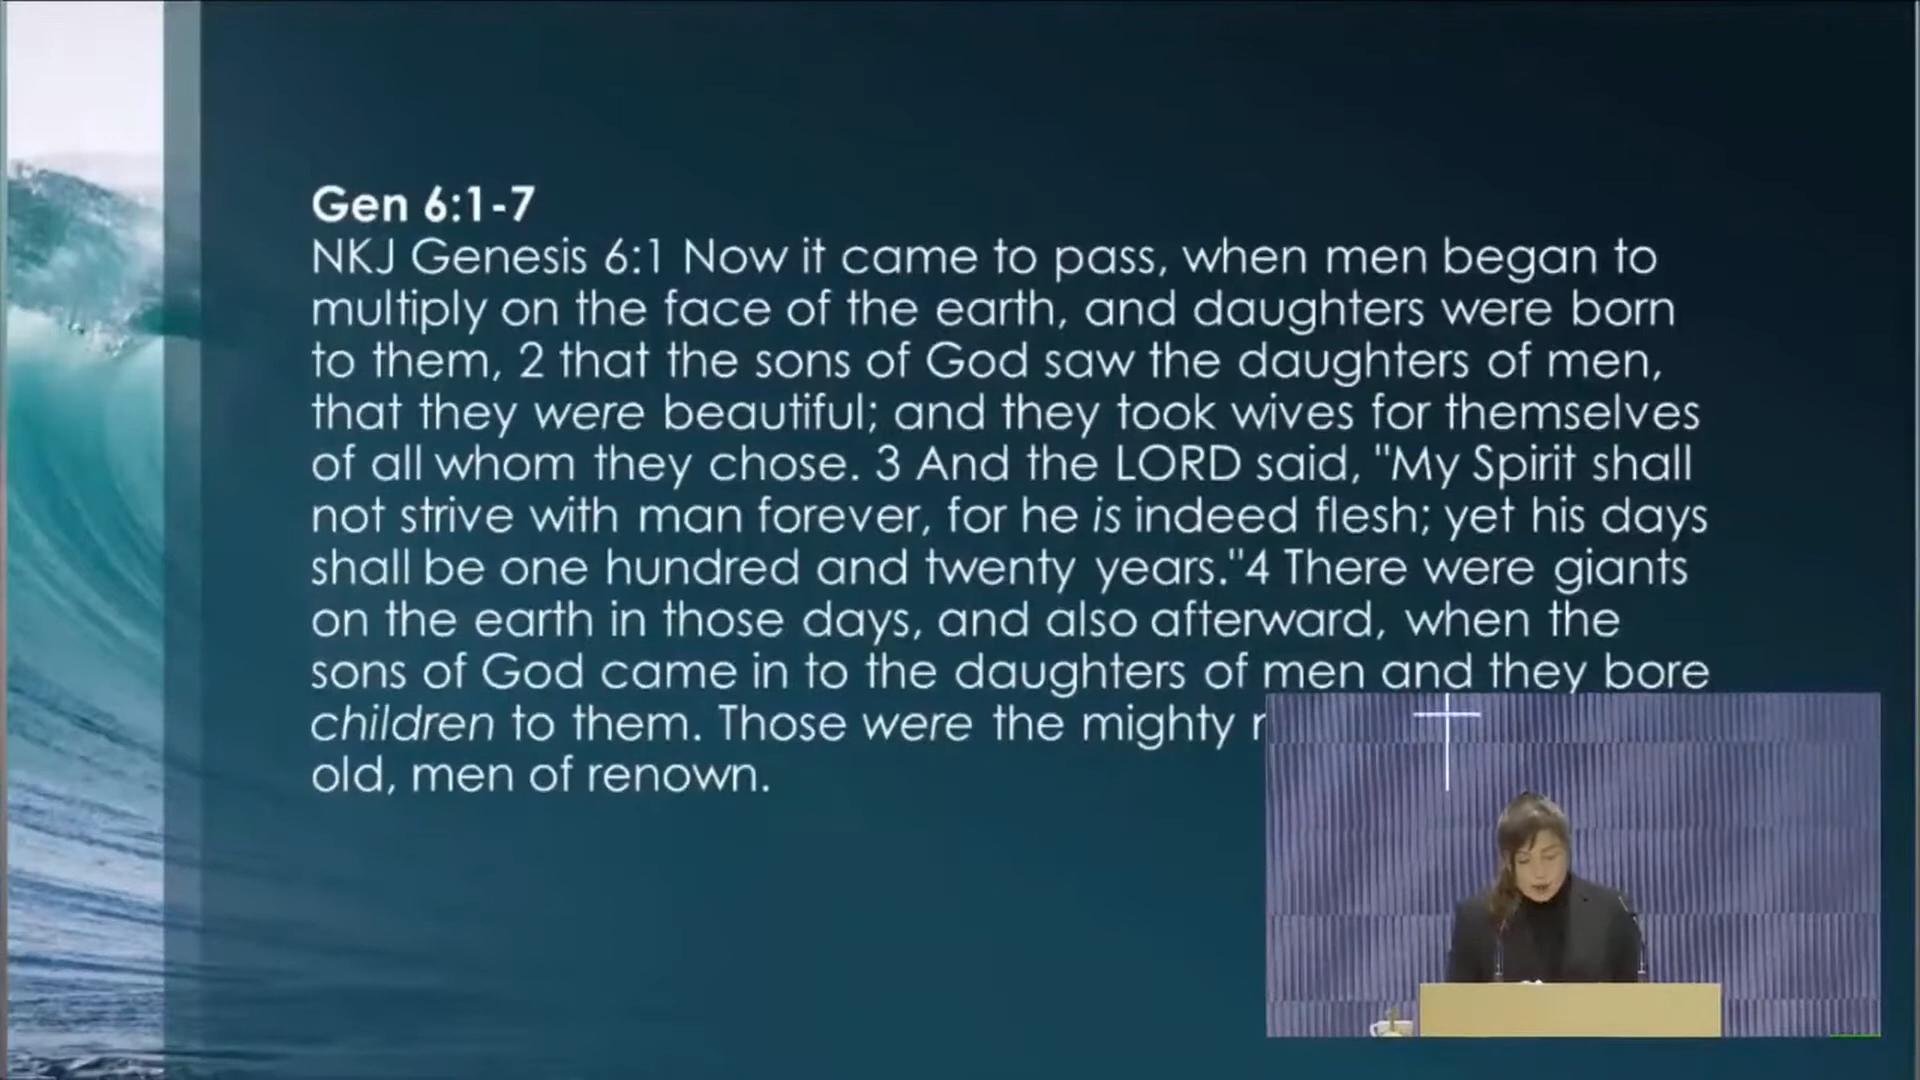 Gen 6:1-7
NKJ Genesis 6:1 Now it came to pass, when men began to
multiply on the face of the earth, and daughters were born
to them, 2 that the sons of God saw the daughters of men,
that they were beautiful; and they took wives for themselves
of all whom they chose. 3 And the LORD said, "My Spirit shall
not strive with man forever, for he is indeed flesh; yet his days
shall be one hundred and twenty years."4 There were giants
on the earth in those days, and also afterward, when the
sons of God came in to the daughters of men and they bore
children to them. Those were the mighty
old, men of renown.